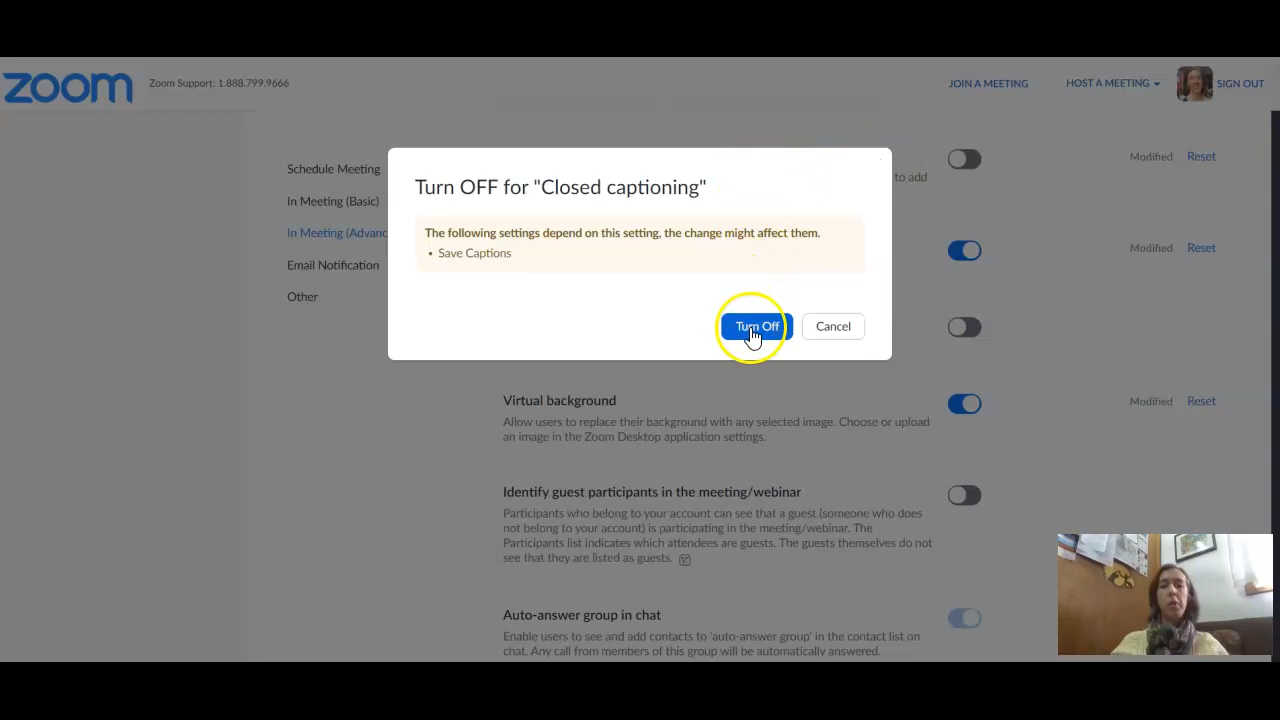 zoom
Zoom Support: 1.888.799.9666
JOIN A MEETING
HOST A MEETING
SIGN OUT
Schedule Meeting
In Meeting (Basic)
In Meeting (Advanc
Email Notification
Other
Turn OFF for "Closed captioning"
The following settings depend on this setting, the change might affect them.
• Save Captions
Turn Off
Cancel
to add
Modified Reset
Modified Reset
Virtual background
Allow users to replace their background with any selected image. Choose or upload
an image in the Zoom Desktop application settings.
Modified Reset
Identify guest participants in the meeting/webinar
Participants who belong to your account can see that a guest (someone who does
not belong to your account) is participating in the meeting/webinar. The
Participants list indicates which attendees are guests. The guests themselves do not
see that they are listed as guests.
Auto-answer group in chat
Enable users to see and add contacts to 'auto-answer group' in the contact list on
chat. Any call from members of this group will be automatically answered.